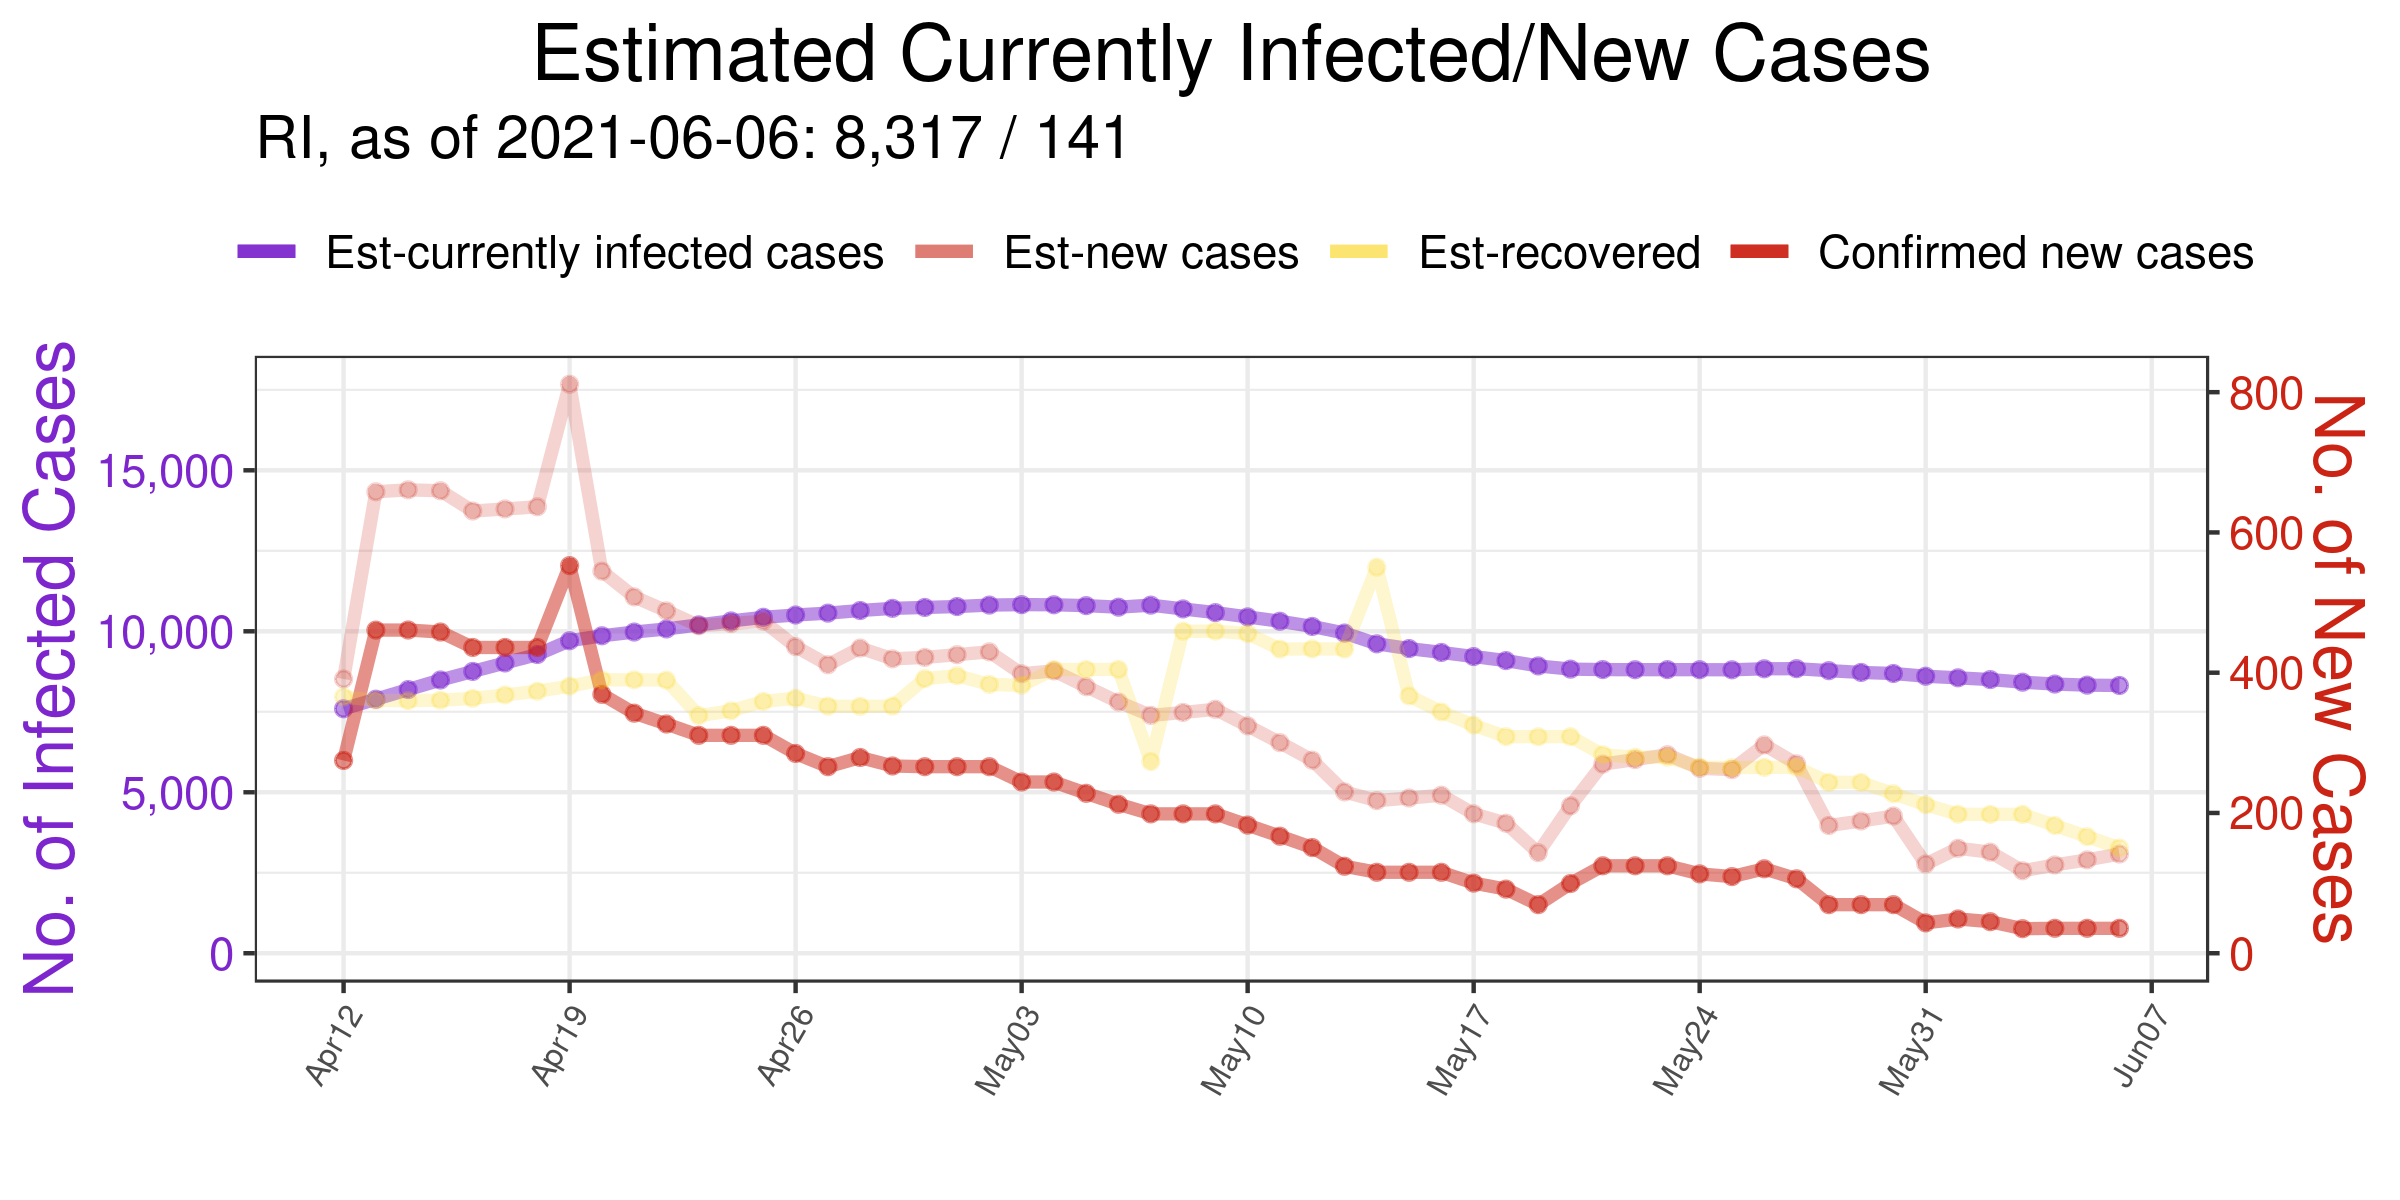 Estimated Currently Infected/New Cases
RI, as of 2021-06-06: 8,317 / 141
Est-currently infected cases Est-new cases Est-recovered Confirmed new cases
No. of Infected Cases
15,000
10,000
5,000
0
800
600
400
200
0
No. of New Cases
Apr12 Apr19 Apr26 May03 May10 May17 May24 May31 Jun07